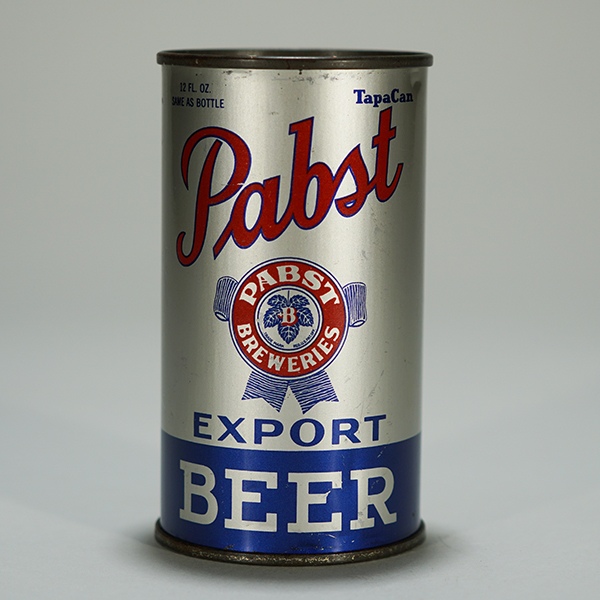 12 FL. OZ.
SAME AS BOTTLE
TapaCan
Pabst
PABST
B
BREWERIES
EXPORT
BEER